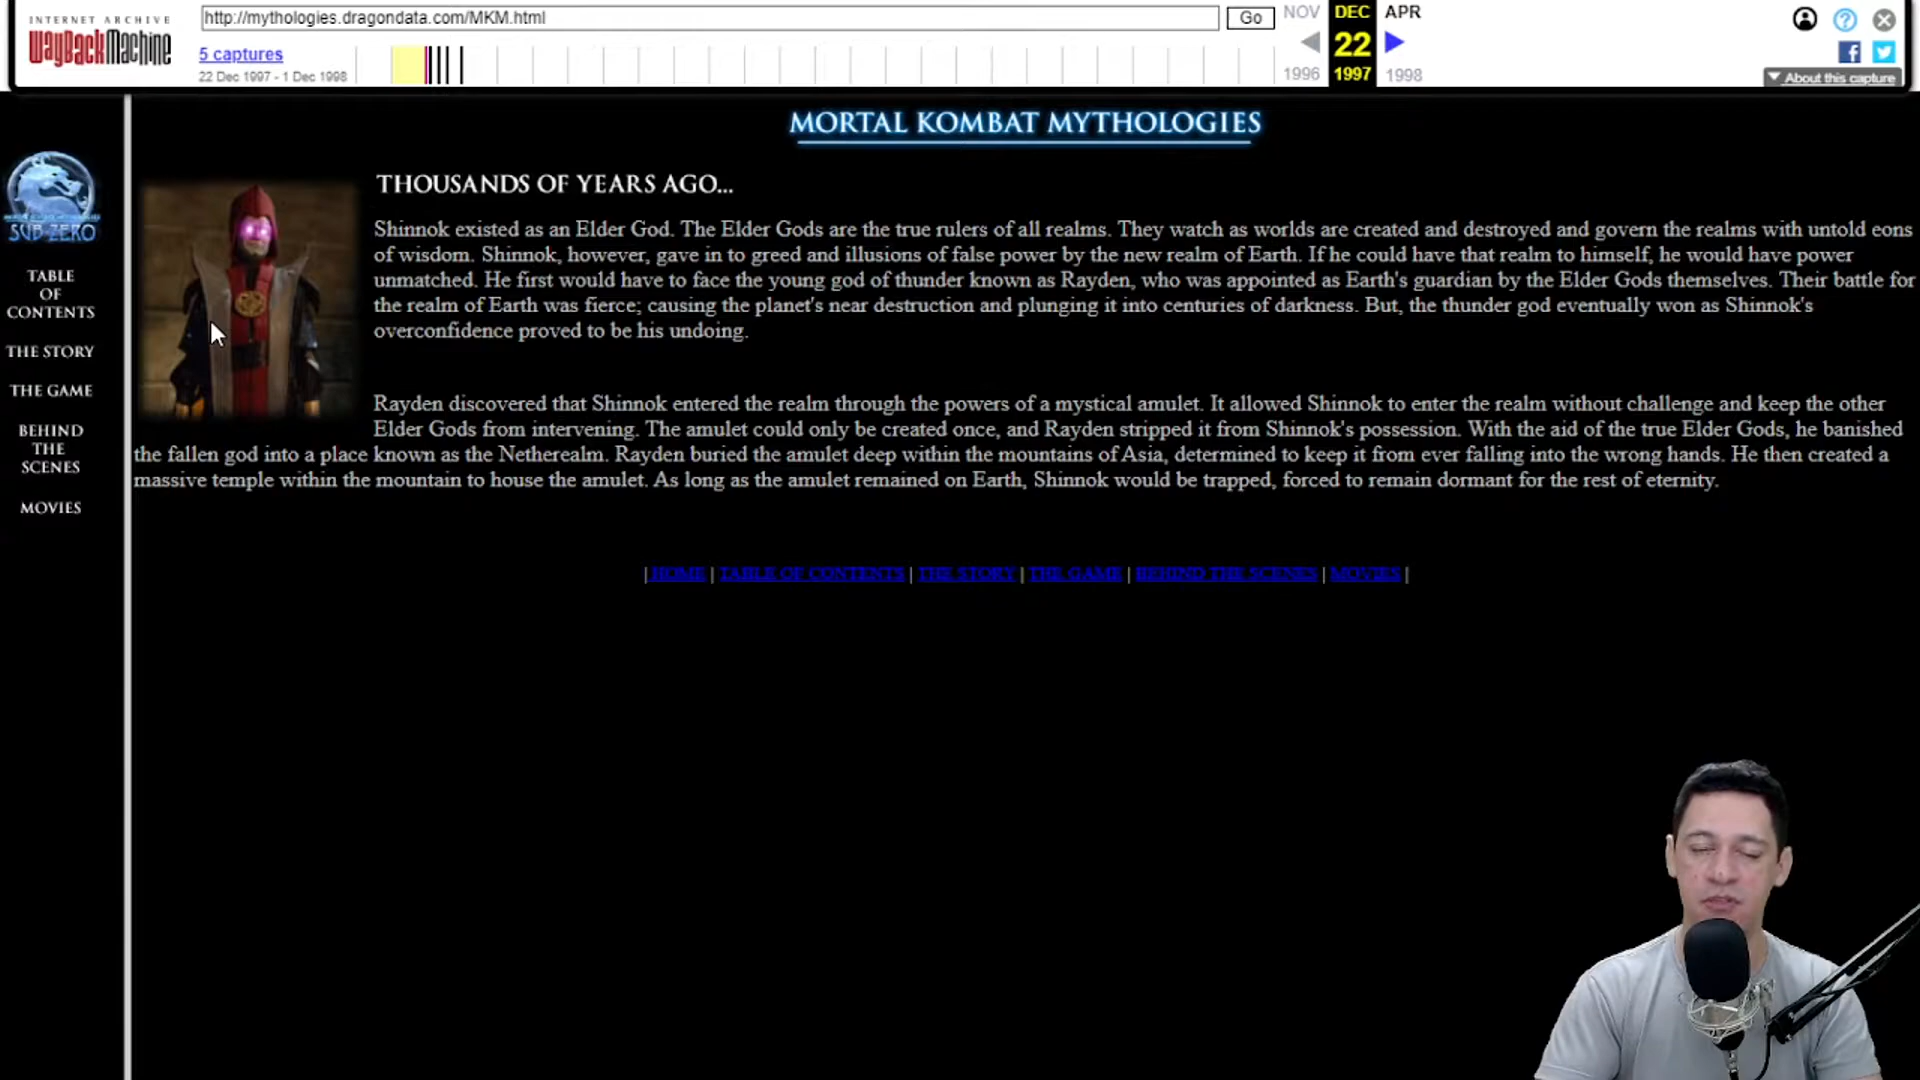 INTERNET ARCHIVE
WayBackMachine
http://mythologies.dragondata.com/MKM.html
Go
NOV
DEC
APR
5 captures
22
22 Dec 1997 - 1 Dec 1998
1996
1997
1998
About this capture
MORTAL KOMBAT MYTHOLOGIES
SUB-ZERO
TABLE
OF
CONTENTS
THE STORY
THE GAME
BEHIND
THE
SCENES
MOVIES
THOUSANDS OF YEARS AGO...
Shinnok existed as an Elder God. The Elder Gods are the true rulers of all realms. They watch as worlds are created and destroyed and govern the realms with untold eons
of wisdom. Shinnok, however, gave in to greed and illusions of false power by the new realm of Earth. If he could have that realm to himself, he would have power
unmatched. He first would have to face the young god of thunder known as Rayden, who was appointed as Earth's guardian by the Elder Gods themselves. Their battle for
the realm of Earth was fierce; causing the planet's near destruction and plunging it into centuries of darkness. But, the thunder god eventually won as Shinnok's
overconfidence proved to be his undoing.
Rayden discovered that Shinnok entered the realm through the powers of a mystical amulet. It allowed Shinnok to enter the realm without challenge and keep the other
Elder Gods from intervening. The amulet could only be created once, and Rayden stripped it from Shinnok's possession. With the aid of the true Elder Gods, he banished
the fallen god into a place known as the Netherealm. Rayden buried the amulet deep within the mountains of Asia, determined to keep it from ever falling into the wrong hands. He then created a
massive temple within the mountain to house the amulet. As long as the amulet remained on Earth, Shinnok would be trapped, forced to remain dormant for the rest of eternity.
| HOME | TABLE OF CONTENTS | THE STORY | THE GAME | BEHIND THE SCENES | MOVIES |